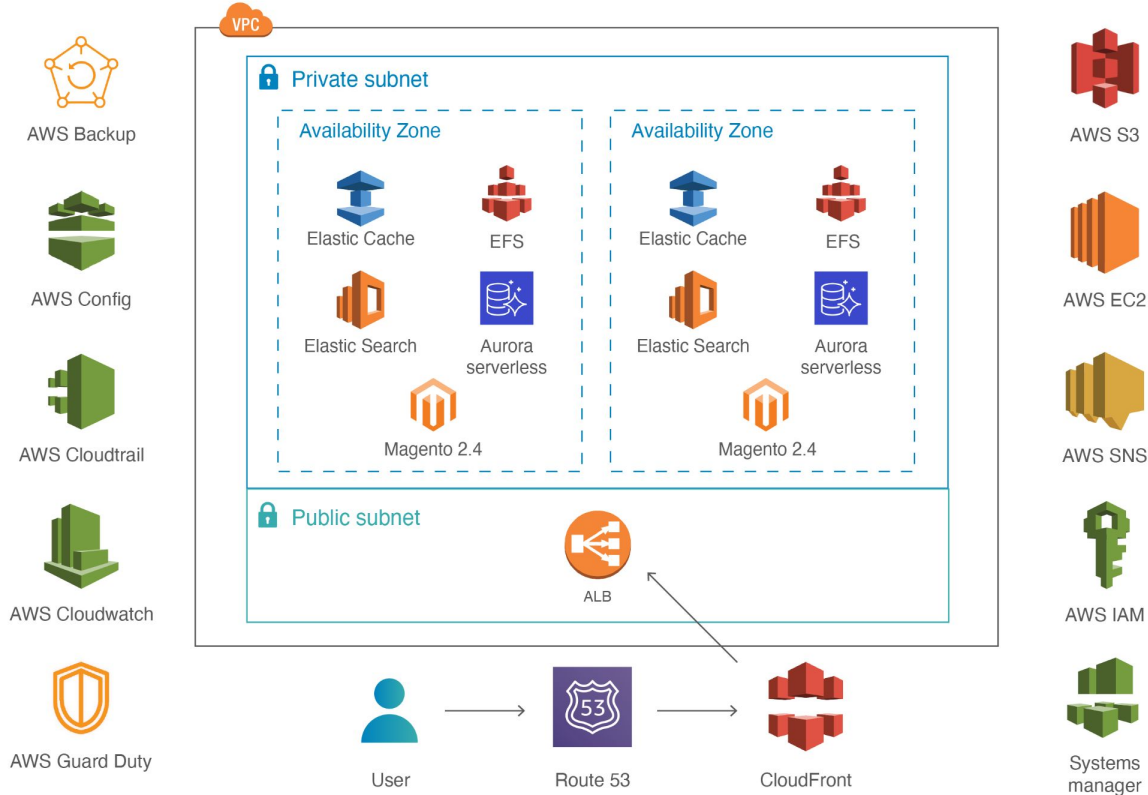 VPC
Private subnet
Availability Zone
Elastic Cache
EFS
Elastic Search
Aurora
serverless
Magento 2.4
Availability Zone
Elastic Cache
EFS
Elastic Search
Aurora
serverless
Magento 2.4
Public subnet
ALB
AWS Backup
AWS Config
AWS Cloudtrail
AWS Cloudwatch
AWS Guard Duty
User
53
Route 53
CloudFront
AWS S3
AWS EC2
AWS SNS
AWS IAM
Systems
manager